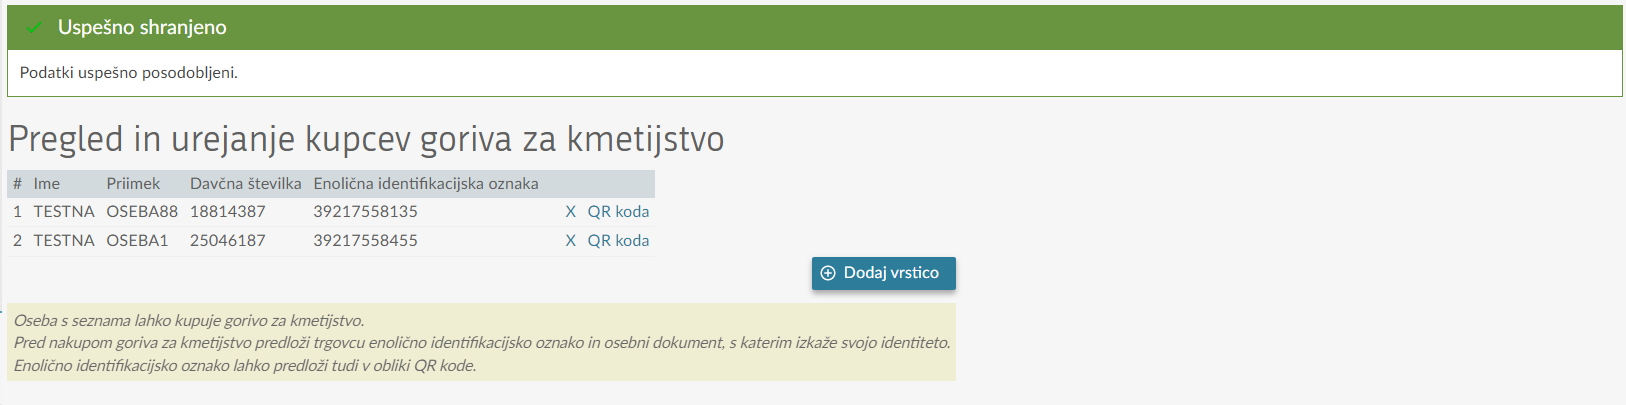 Uspešno shranjeno
Podatki uspešno posodobljeni.
Pregled in urejanje kupcev goriva za kmetijstvo
# Ime Priimek Davčna številka Enolična identifikacijska oznaka
1 TESTNA OSEBA88 18814387 39217558135 X QR koda
2 TESTNA OSEBA1 25046187 39217558455 X QR koda
Dodaj vrstico
Oseba s seznama lahko kupuje gorivo za kmetijstvo.
Pred nakupom goriva za kmetijstvo predloži trgovcu enolično identifikacijsko oznako in osebni dokument, s katerim izkaže svojo identiteto.
Enolično identifikacijsko oznako lahko predloži tudi v obliki QR kode.